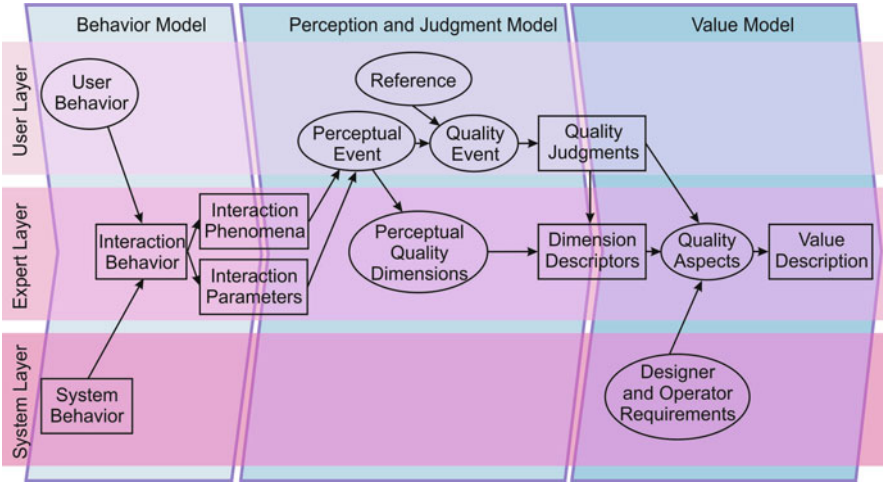 Behavior Model
Perception and Judgment Model
Value Model
User Layer
User
Behavior
Reference
Perceptual
Event
Quality
Event
Quality
Judgments
Expert Layer
Interaction
Behavior
Interaction
Phenomena
Interaction
Parameters
Perceptual
Quality
Dimensions
Dimension
Descriptors
Quality
Aspects
Value
Description
System Layer
System
Behavior
Designer
and Operator
Requirements